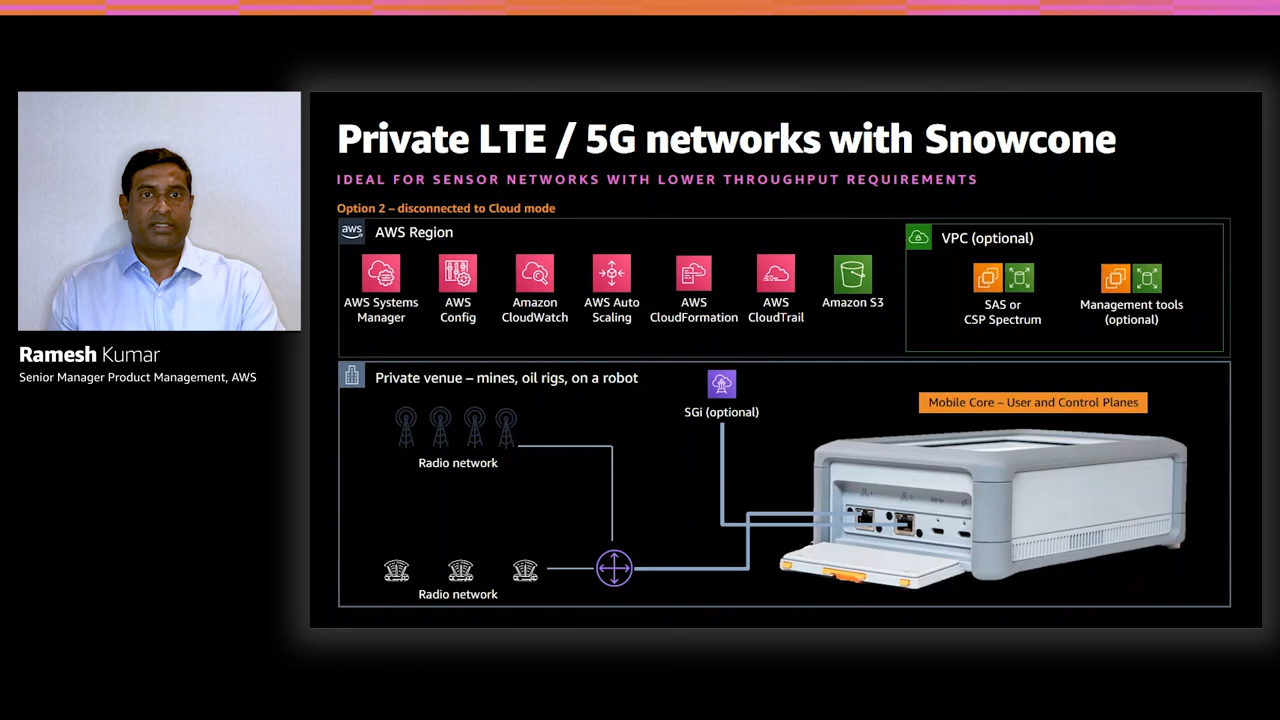 Private LTE / 5G networks with Snowcone
IDEAL FOR SENSOR NETWORKS WITH LOWER THROUGHPUT REQUIREMENTS
Option 2 – disconnected to Cloud mode
aws
AWS Region
AWS Systems
Manager
AWS
Config
Amazon
CloudWatch
AWS Auto
Scaling
AWS
CloudFormation
AWS
CloudTrail
Amazon S3
VPC (optional)
SAS or
CSP Spectrum
Management tools
(optional)
Ramesh Kumar
Senior Manager Product Management, AWS
Private venue – mines, oil rigs, on a robot
SGi (optional)
Mobile Core – User and Control Planes
Radio network
Radio network